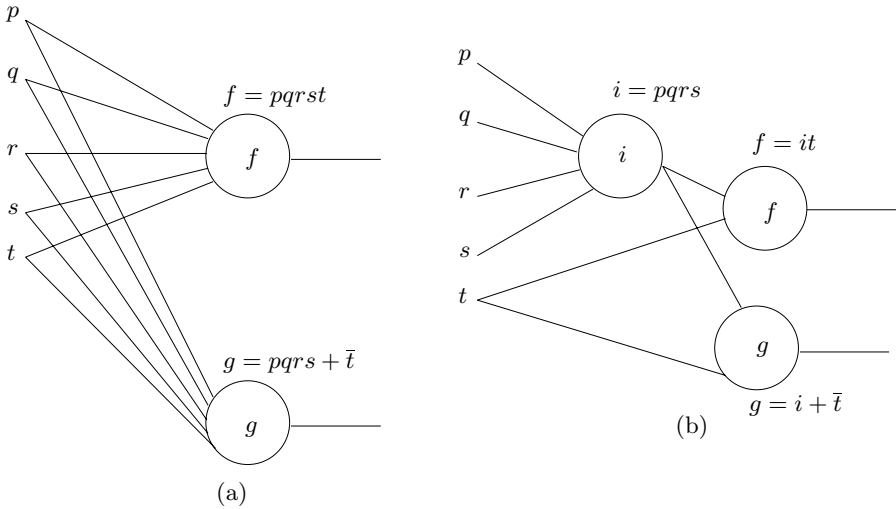 p
q
r
s
t
f = pqrst
f
g = pqrs + t̅
g
(a)
p
q
r
s
t
i = pqrs
i
f = it
f
g
g = i + t̅
(b)